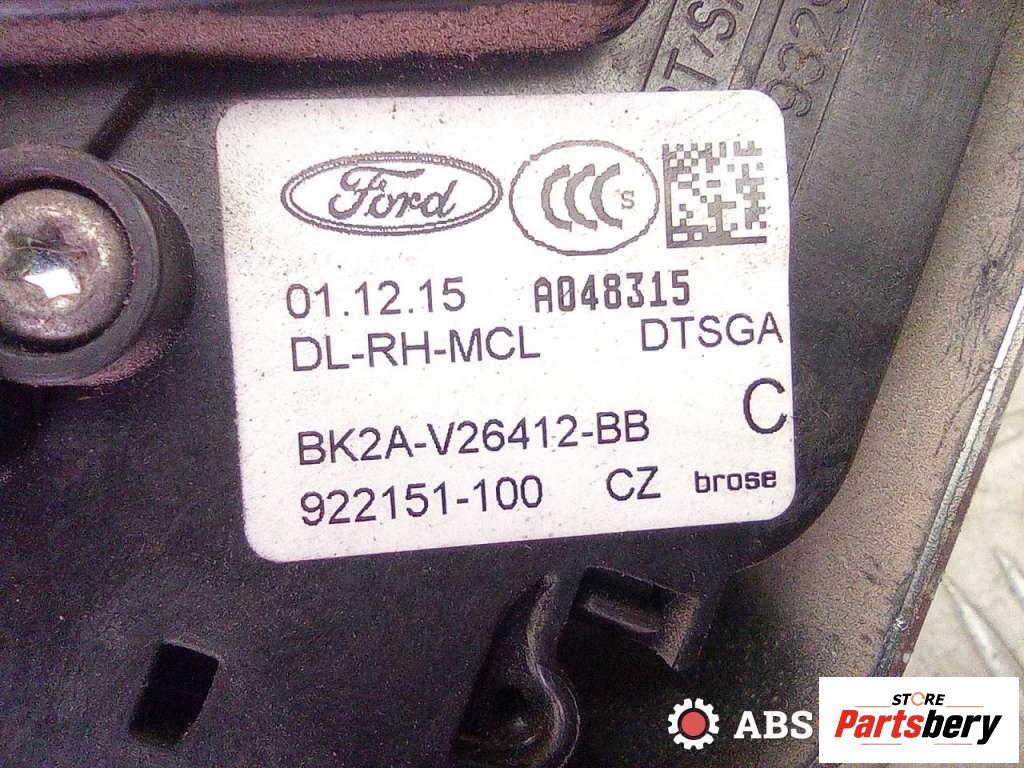 Ford CCC S
01.12.15 A048315
DL-RH-MCL DTSGA
BK2A-V26412-BB C
922151-100 CZ brose
ABS
STORE
Partsbery